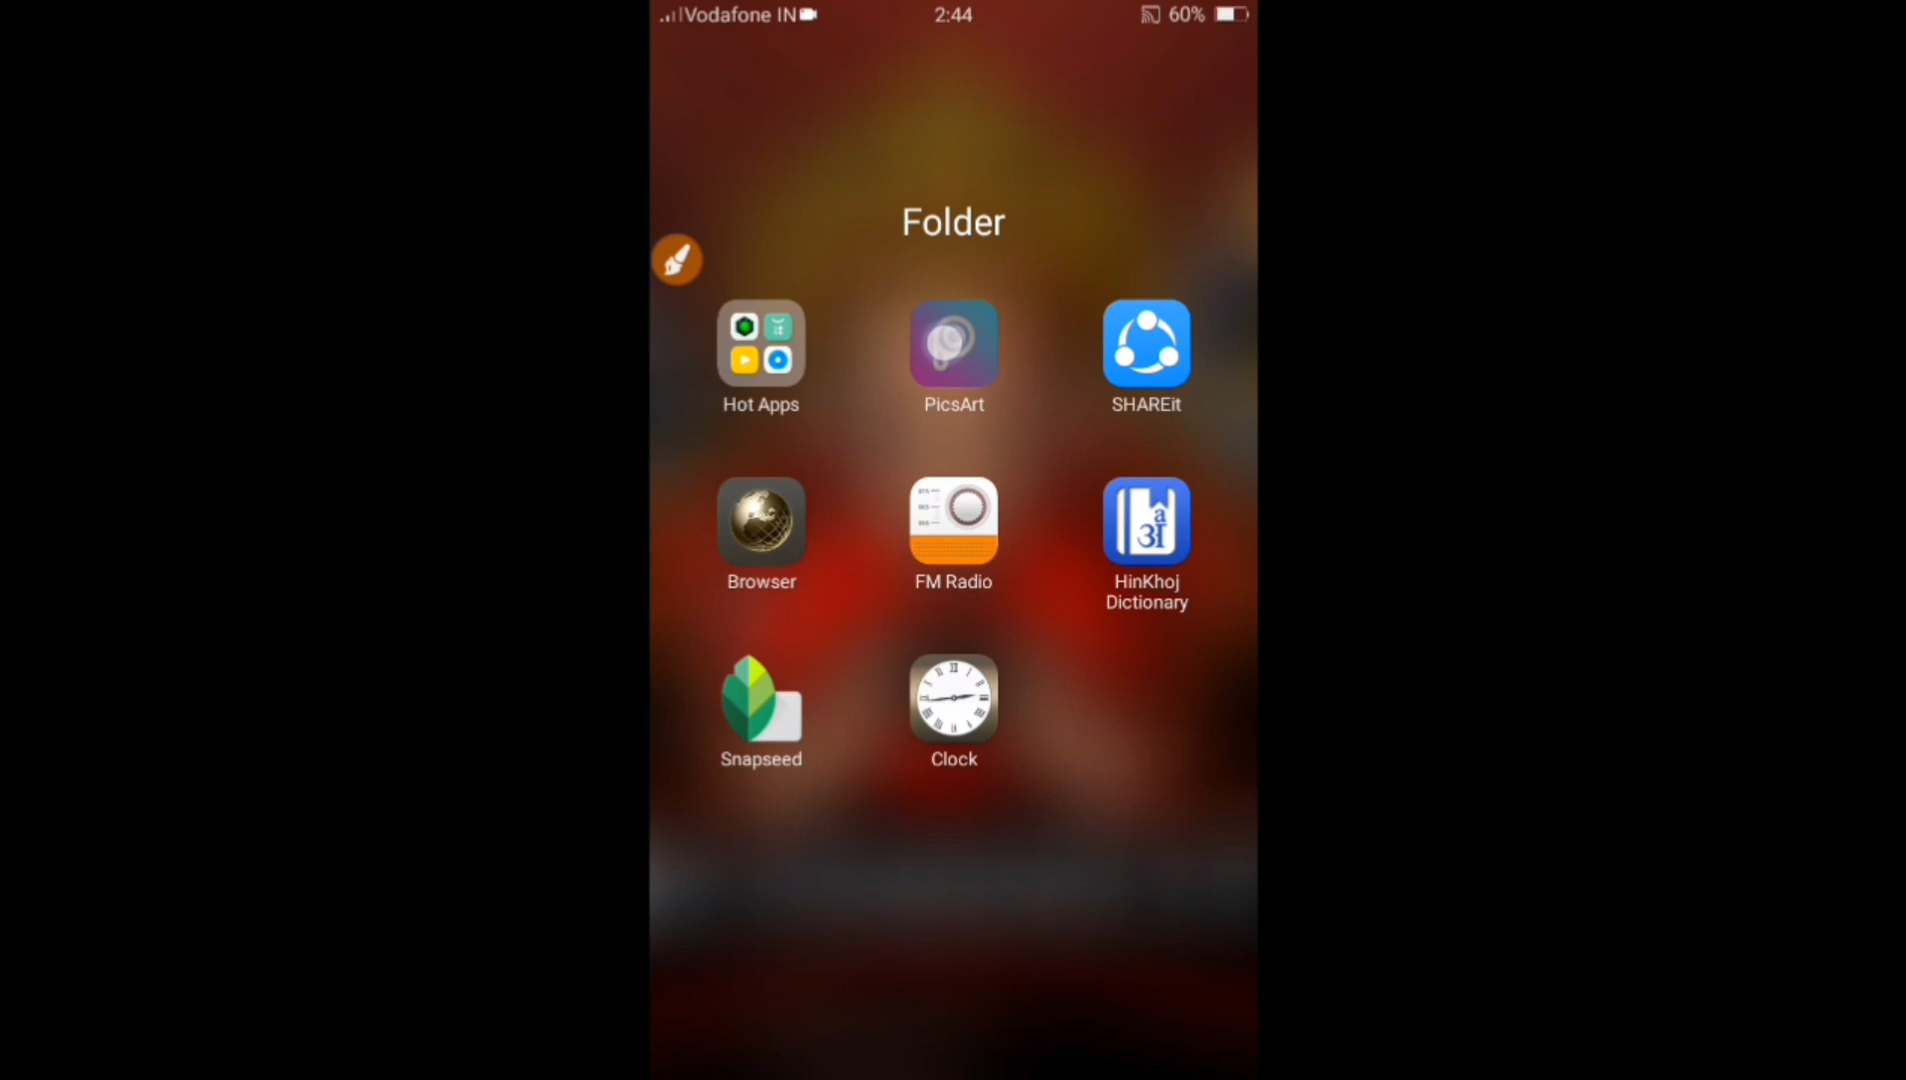 Vodafone IN
2:44
60%
Folder
Hot Apps
PicsArt
SHAREit
Browser
FM Radio
HinKhoj
Dictionary
Snapseed
Clock